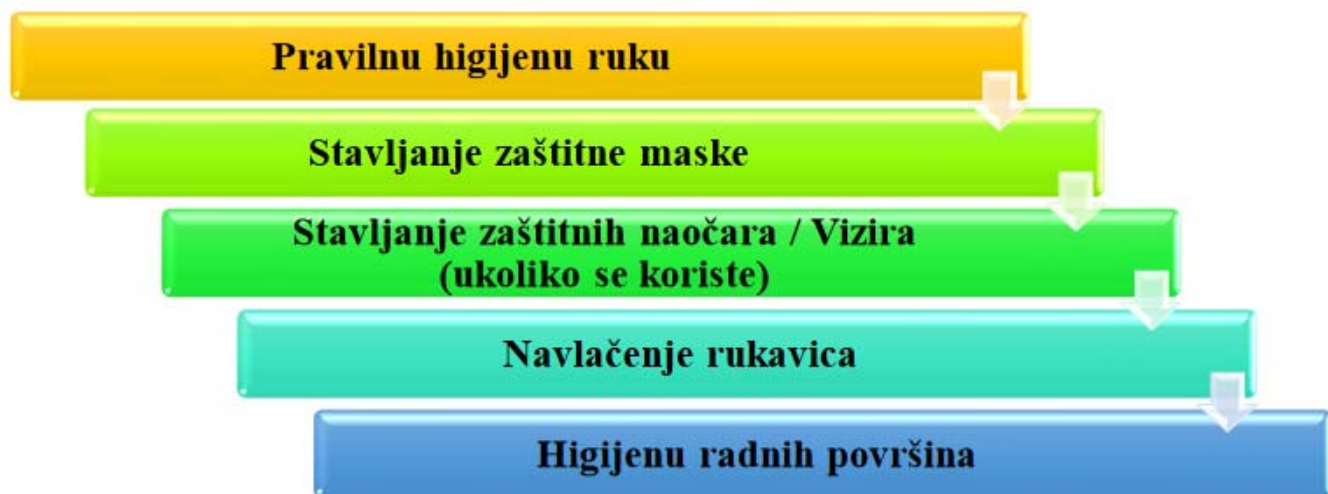 Pravilnu higijenu ruku
Stavljanje zaštitne maske
Stavljanje zaštitnih naočara / Vizira
(ukoliko se koriste)
Navlačenje rukavica
Higijenu radnih površina